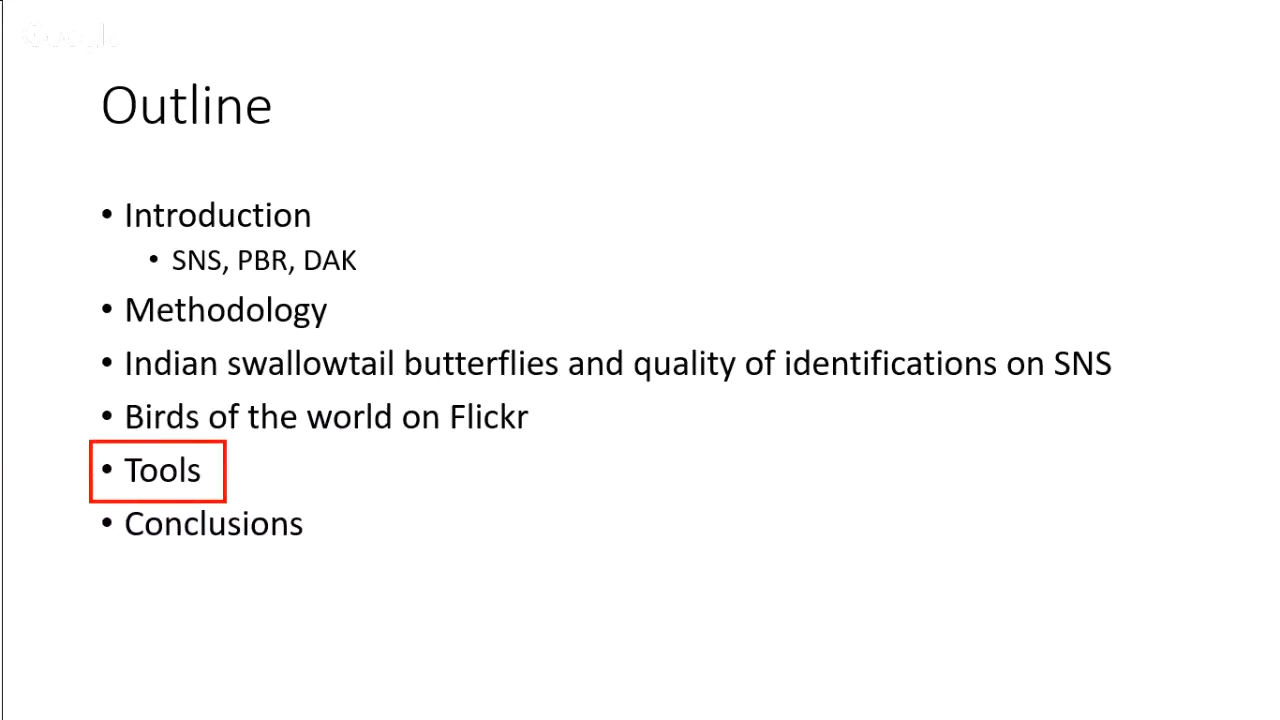 Google
Outline
• Introduction
• SNS, PBR, DAK
• Methodology
• Indian swallowtail butterflies and quality of identifications on SNS
• Birds of the world on Flickr
• Tools
• Conclusions